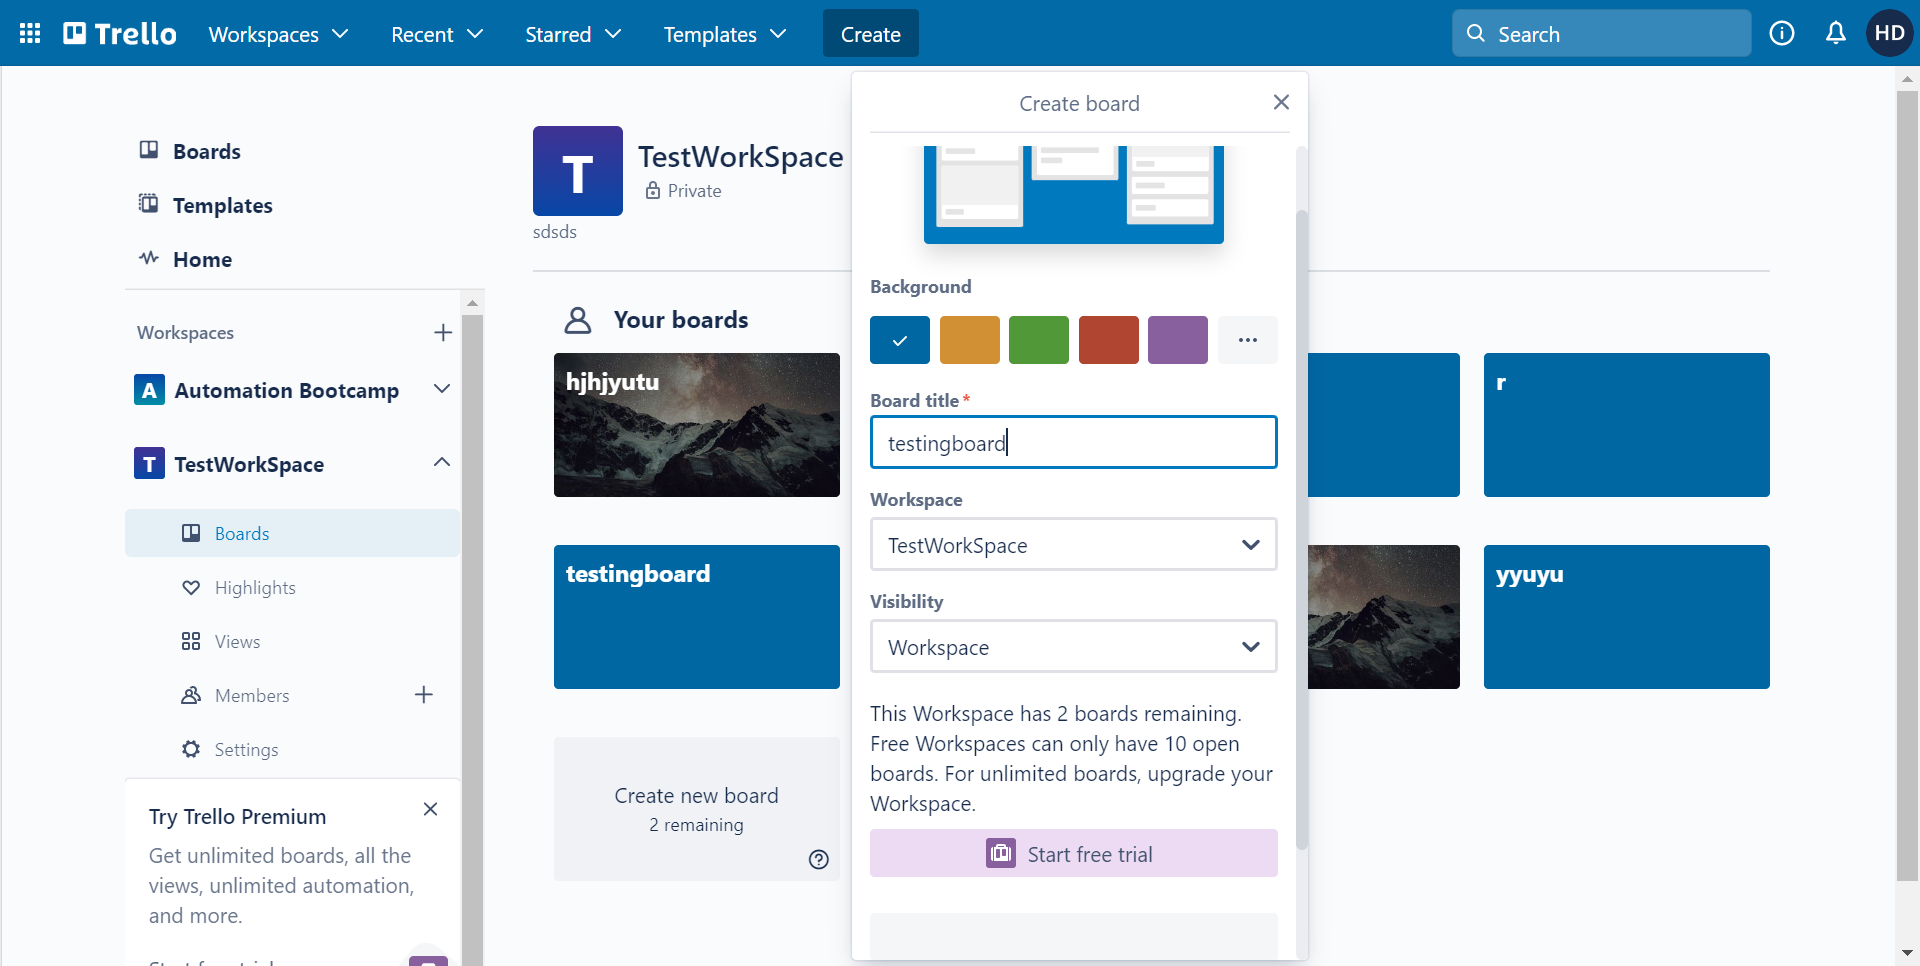 Trello
Workspaces
Recent
Starred
Templates
Create
Search
HD
Boards
Templates
Home
Workspaces
A
Automation Bootcamp
T
TestWorkSpace
Boards
Highlights
Views
Members
Settings
Try Trello Premium
Get unlimited boards, all the
views, unlimited automation,
and more.
T
TestWorkSpace
Private
sdsds
Your boards
hjhjyutu
r
testingboard
yyuyu
Create new board
2 remaining
Create board
Background
Board title*
testingboard
Workspace
TestWorkSpace
Visibility
Workspace
This Workspace has 2 boards remaining.
Free Workspaces can only have 10 open
boards. For unlimited boards, upgrade your
Workspace.
Start free trial